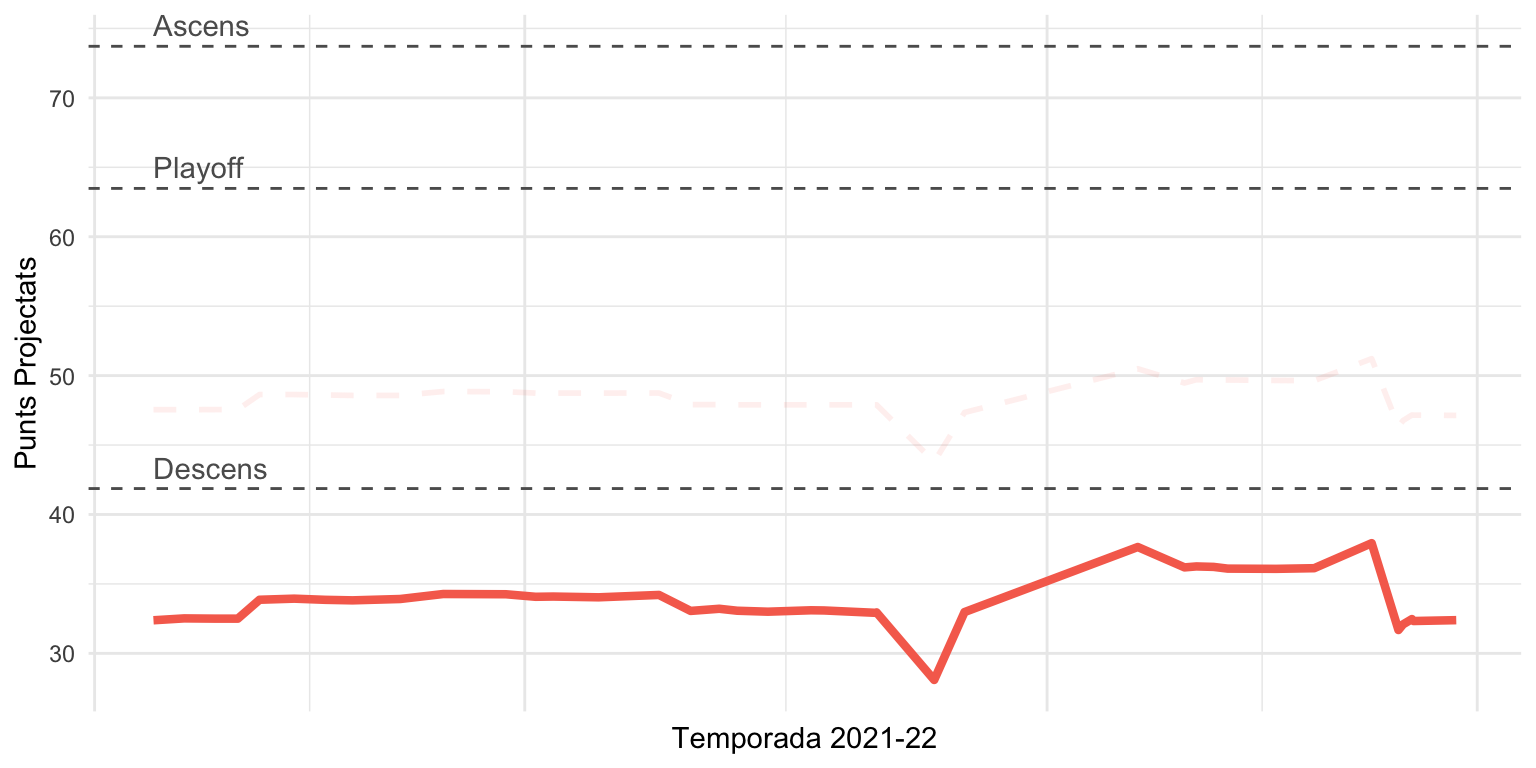 Ascens
70
Playoff
60
50
Descens
40
30
Punts Projectats
Temporada 2021-22